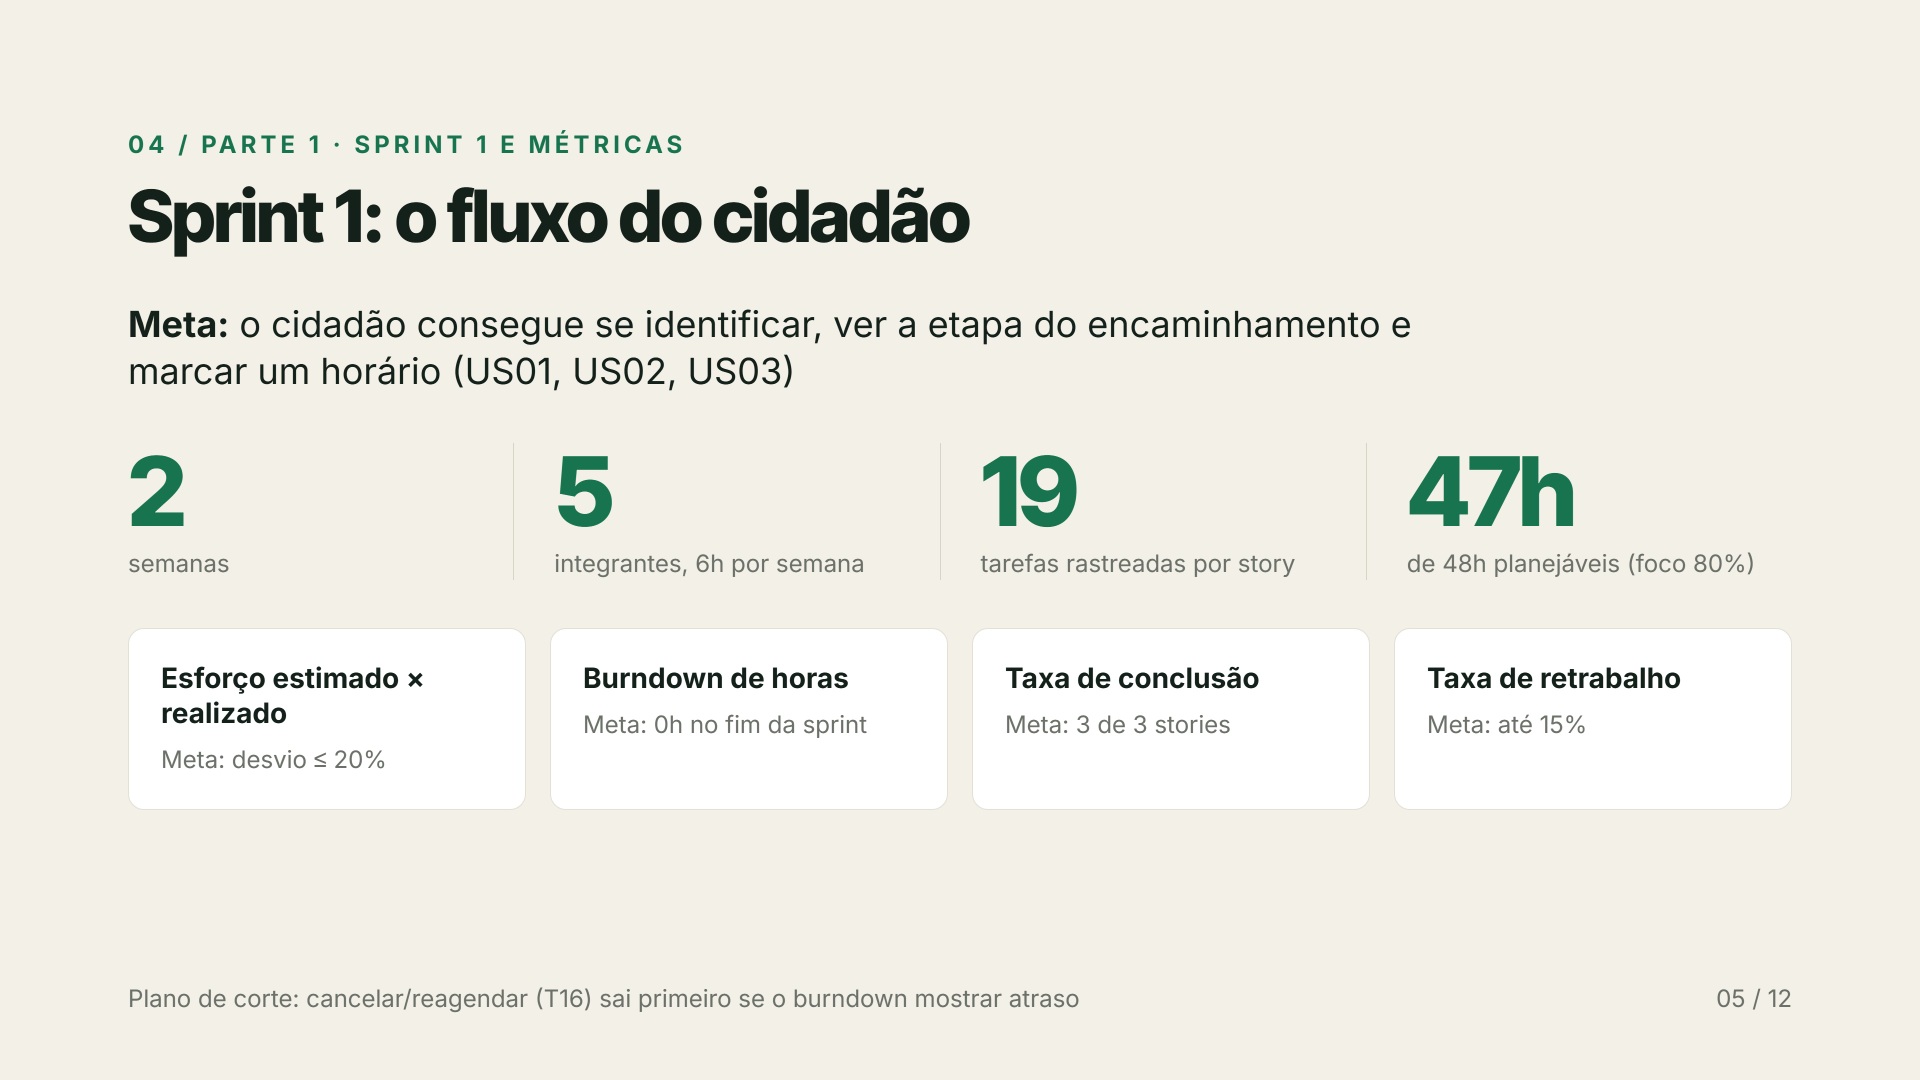 04 / PARTE 1 · SPRINT 1 E MÉTRICAS
Sprint 1: o fluxo do cidadão
Meta: o cidadão consegue se identificar, ver a etapa do encaminhamento e
marcar um horário (US01, US02, US03)
2
semanas
5
integrantes, 6h por semana
19
tarefas rastreadas por story
47h
de 48h planejáveis (foco 80%)
Esforço estimado ×
realizado
Meta: desvio ≤ 20%
Burndown de horas
Meta: 0h no fim da sprint
Taxa de conclusão
Meta: 3 de 3 stories
Taxa de retrabalho
Meta: até 15%
Plano de corte: cancelar/reagendar (T16) sai primeiro se o burndown mostrar atraso
05 / 12